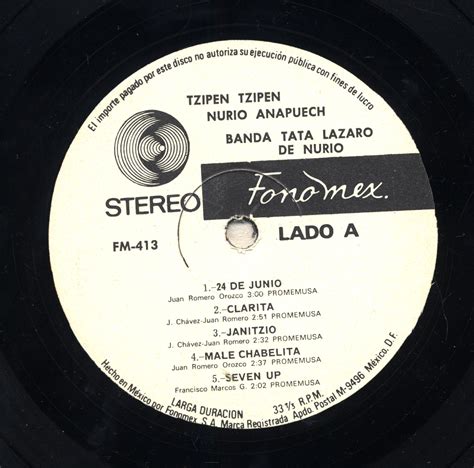 El importe pagado por este disco no autoriza su ejecución pública con fines de lucro
TZIPEN TZIPEN
NURIO ANAPUECH
BANDA TATA LAZARO
DE NURIO
STEREO
Fonomex.
FM-413
LADO A
1.-24 DE JUNIO
Juan Romero Orozco 3:00 PROMEMUSA
2.-CLARITA
J. Chávez-Juan Romero 2:51 PROMUSA
3.-JANITZIO
J. Chávez-Juan Romero 2:32 PROMEMUSA
4.-MALE CHABELITA
Juan Romero Orozco 2:37 PROMEMUSA
5.-SEVEN UP
Francisco Marcos G. 2:02 PROMEMUSA
LARGA DURACION
33⅓ R.P.M.
Hecho en México por Fonomex, S.A. Marca Registrada Apdo. Postal M-9496 México, D.F.